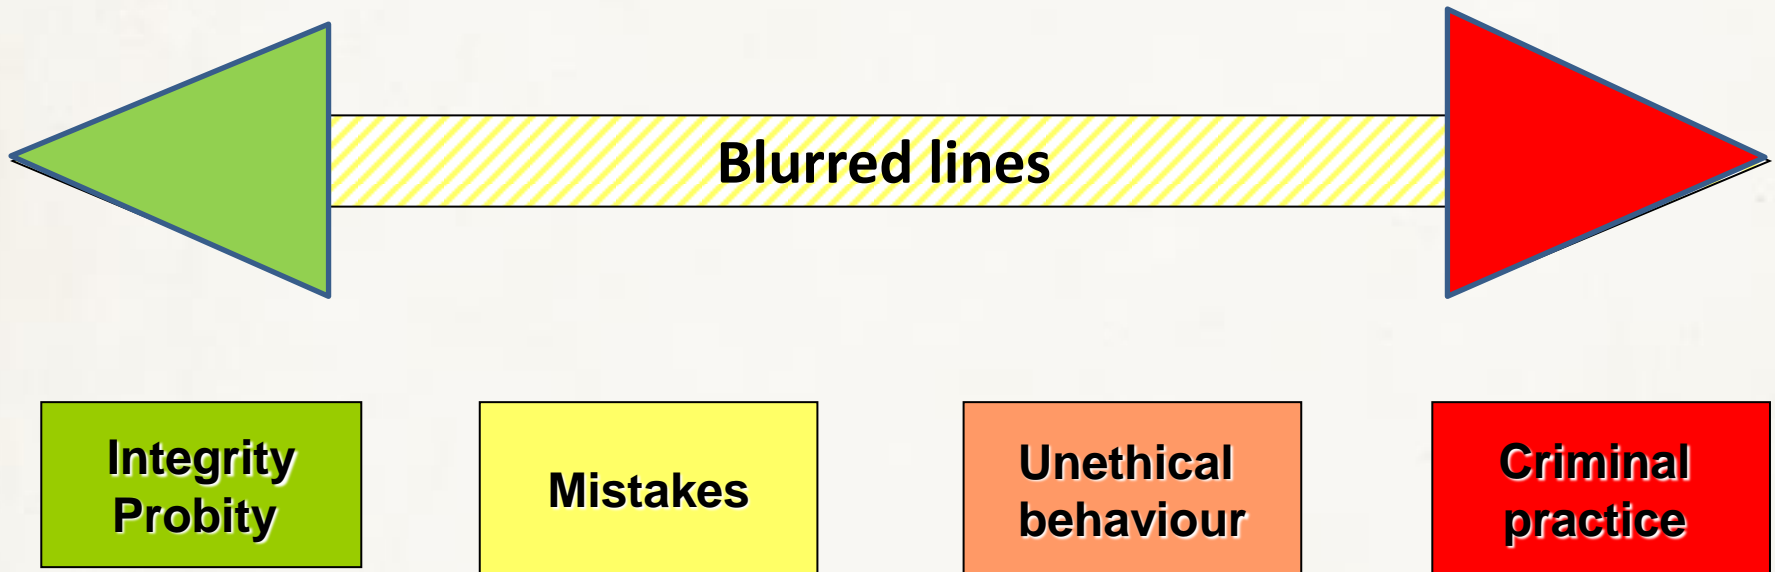 Blurred lines
Integrity
Probity
Mistakes
Unethical
behaviour
Criminal
practice